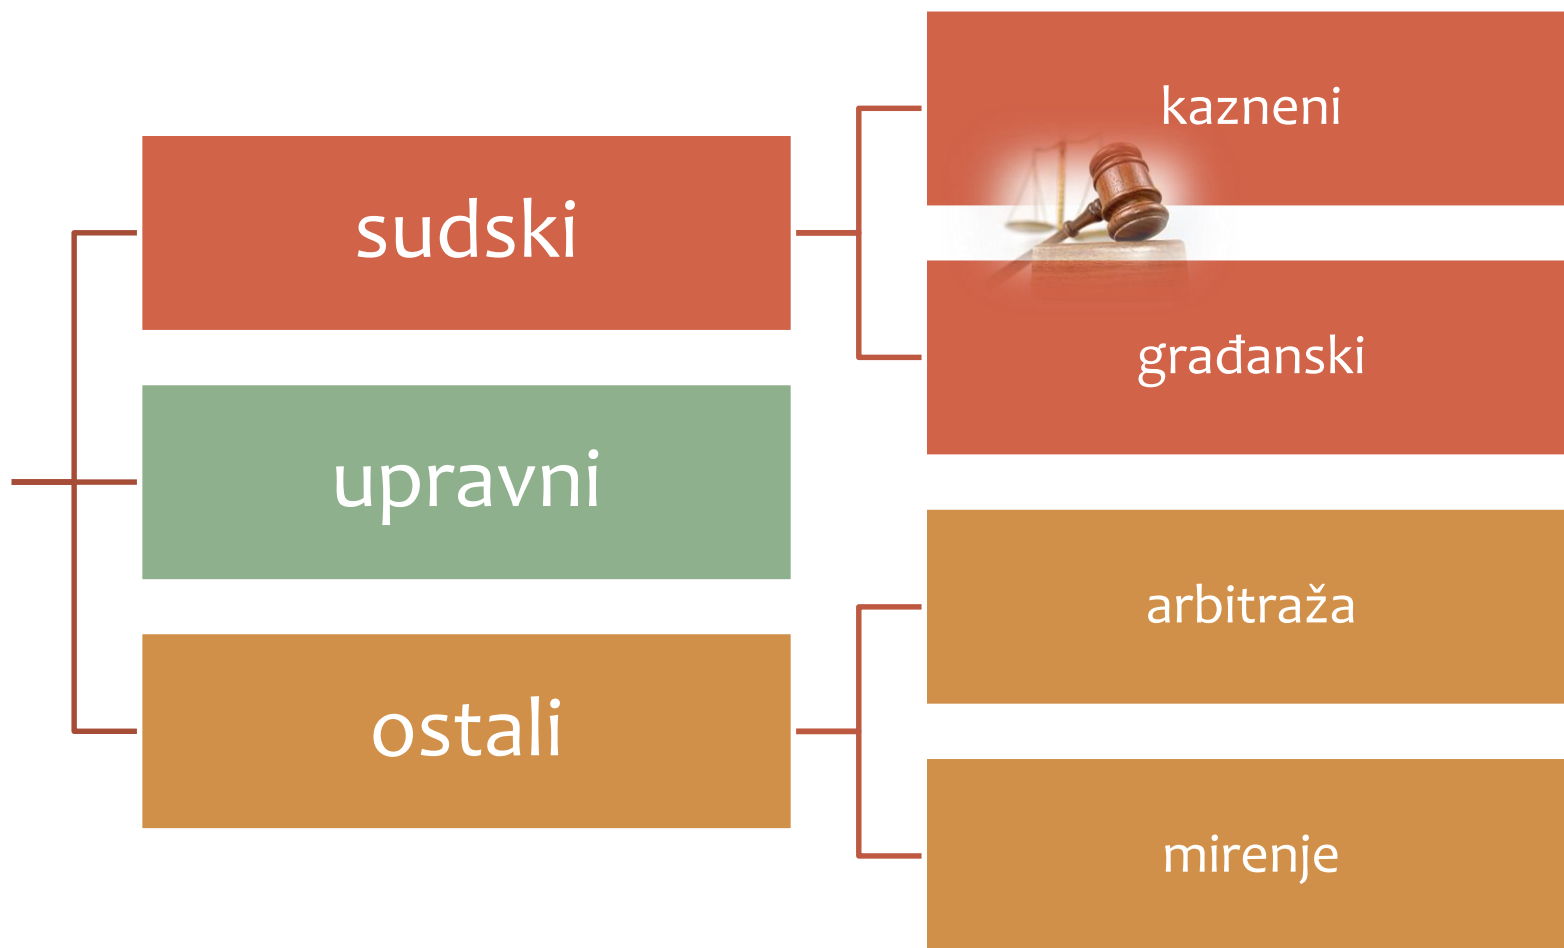 sudski
kazneni
građanski
upravni
ostali
arbitraža
mirenje